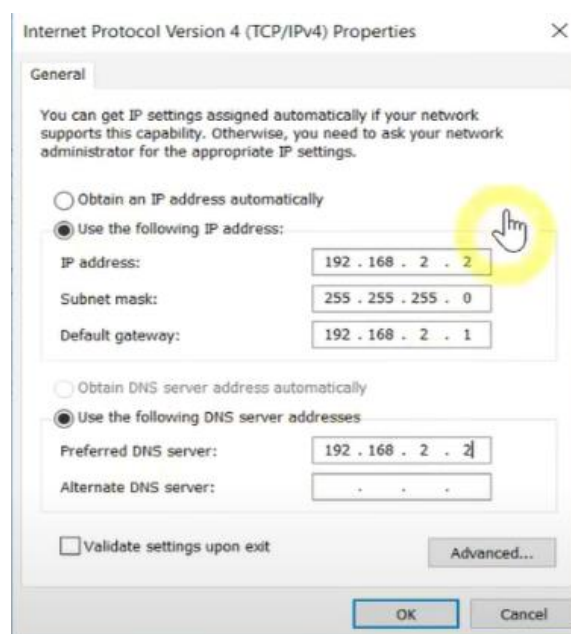 Internet Protocol Version 4 (TCP/IPv4) Properties
General
You can get IP settings assigned automatically if your network
supports this capability. Otherwise, you need to ask your network
administrator for the appropriate IP settings.
Obtain an IP address automatically
Use the following IP address:
IP address: 192 . 168 . 2 . 2
Subnet mask: 255 . 255 . 255 . 0
Default gateway: 192 . 168 . 2 . 1
Obtain DNS server address automatically
Use the following DNS server addresses
Preferred DNS server: 192 . 168 . 2 . 2
Alternate DNS server: . . .
Validate settings upon exit
Advanced...
OK Cancel